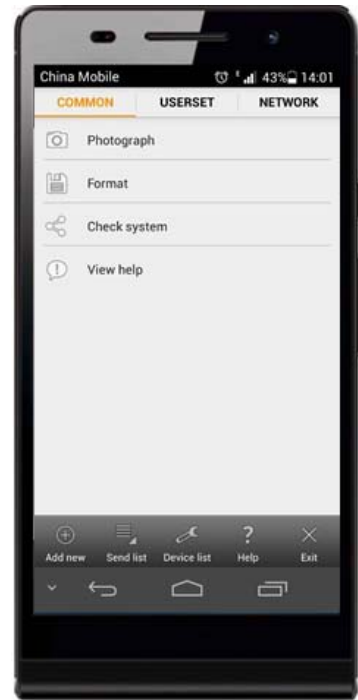 China Mobile 43% 14:01
COMMON USERSET NETWORK
Photograph
Format
Check system
View help
Add new Send list Device list Help Exit